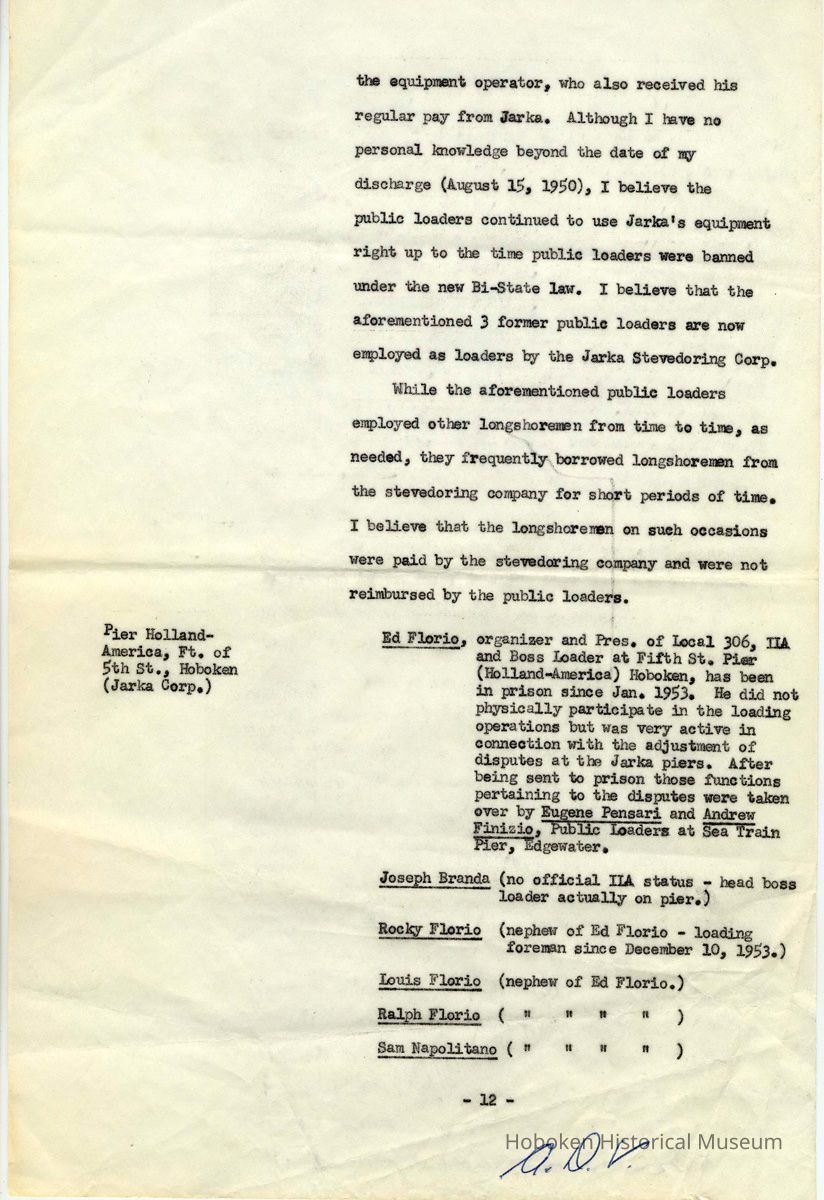 the equipment operator, who also received his
regular pay from Jarka.  Although I have no
personal knowledge beyond the date of my
discharge (August 15, 1950), I believe the
public loaders continued to use Jarka's equipment
right up to the time public loaders were banned
under the new Bi-State law.  I believe that the
aforementioned 3 former public loaders are now
employed as loaders by the Jarka Stevedoring Corp.
While the aforementioned public loaders
employed other longshoremen from time to time, as
needed, they frequently borrowed longshoremen from
the stevedoring company for short periods of time.
I believe that the longshoremen on such occasions
were paid by the stevedoring company and were not
reimbursed by the public loaders.
Pier Holland-
America, Ft. of
5th St., Hoboken
(Jarka Corp.)
Ed Florio, organizer and Pres. of Local 306, IIA
and Boss Loader at Fifth St. Pier
(Holland-America) Hoboken, has been
in prison since Jan. 1953.  He did not
physically participate in the loading
operations but was very active in
connection with the adjustment of
disputes at the Jarka piers.  After
being sent to prison those functions
pertaining to the disputes were taken
over by Eugene Pensari and Andrew
Finizio, Public Loaders at Sea Train
Pier, Edgewater.
Joseph Branda (no official IIA status - head boss
loader actually on pier.)
Rocky Florio (nephew of Ed Florio - loading
foreman since December 10, 1953.)
Louis Florio (nephew of Ed Florio.)
Ralph Florio ( " " " " )
Sam Napolitano ( " " " " )
- 12 -
Hoboken Historical Museum
A.D.V.